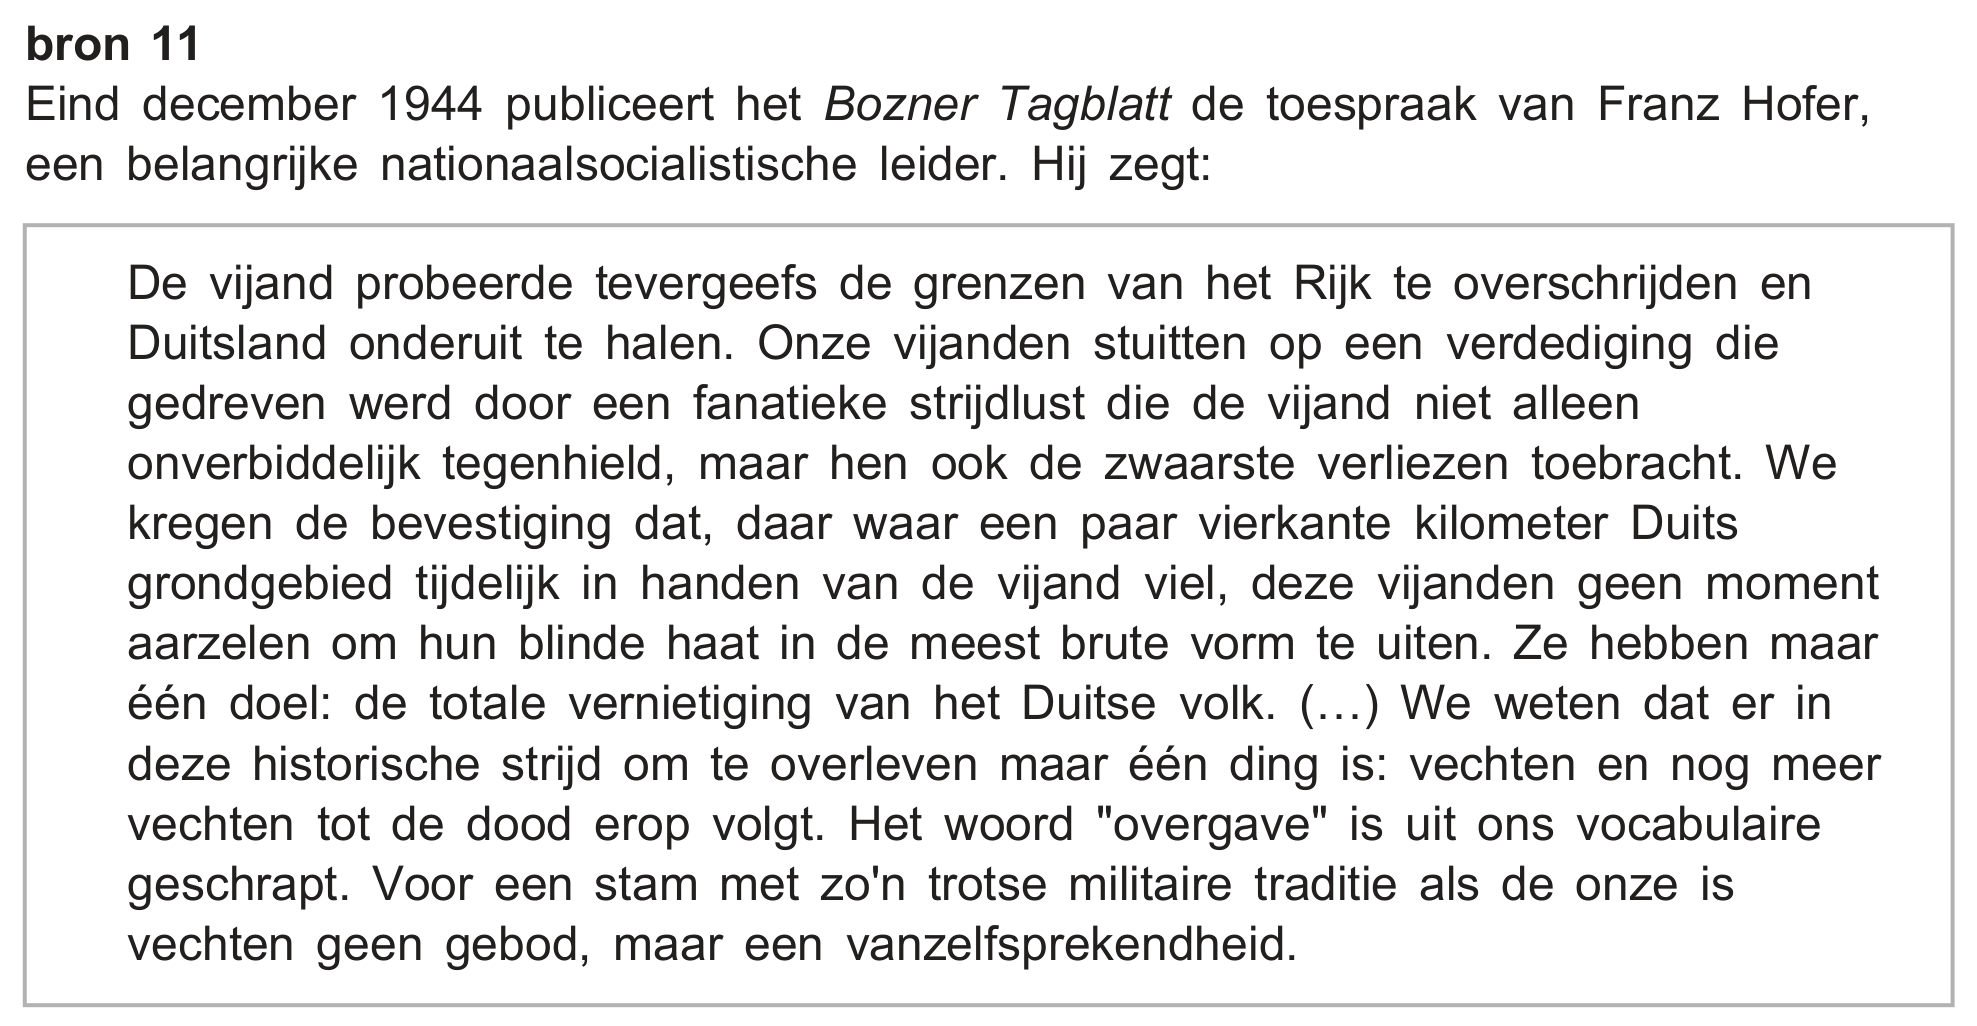 bron 11
Eind december 1944 publiceert het Bozner Tagblatt de toespraak van Franz Hofer,
een belangrijke nationaalsocialistische leider. Hij zegt:
De vijand probeerde tevergeefs de grenzen van het Rijk te overschrijden en
Duitsland onderuit te halen. Onze vijanden stuitten op een verdediging die
gedreven werd door een fanatieke strijdlust die de vijand niet alleen
onverbiddelijk tegenhield, maar hen ook de zwaarste verliezen toebracht. We
kregen de bevestiging dat, daar waar een paar vierkante kilometer Duits
grondgebied tijdelijk in handen van de vijand viel, deze vijanden geen moment
aarzelen om hun blinde haat in de meest brute vorm te uiten. Ze hebben maar
één doel: de totale vernietiging van het Duitse volk. (…) We weten dat er in
deze historische strijd om te overleven maar één ding is: vechten en nog meer
vechten tot de dood erop volgt. Het woord "overgave" is uit ons vocabulaire
geschrapt. Voor een stam met zo'n trotse militaire traditie als de onze is
vechten geen gebod, maar een vanzelfsprekendheid.